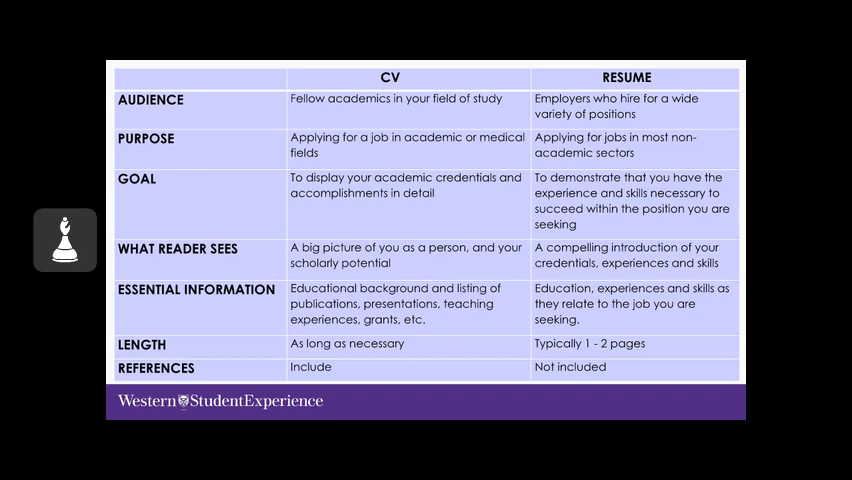 CV RESUME
AUDIENCE
Fellow academics in your field of study
Employers who hire for a wide
variety of positions
PURPOSE
Applying for a job in academic or medical
fields
Applying for jobs in most non-
academic sectors
GOAL
To display your academic credentials and
accomplishments in detail
To demonstrate that you have the
experience and skills necessary to
succeed within the position you are
seeking
WHAT READER SEES
A big picture of you as a person, and your
scholarly potential
A compelling introduction of your
credentials, experiences and skills
ESSENTIAL INFORMATION
Educational background and listing of
publications, presentations, teaching
experiences, grants, etc.
Education, experiences and skills as
they relate to the job you are
seeking.
LENGTH
As long as necessary
Typically 1 - 2 pages
REFERENCES
Include
Not included
Western StudentExperience